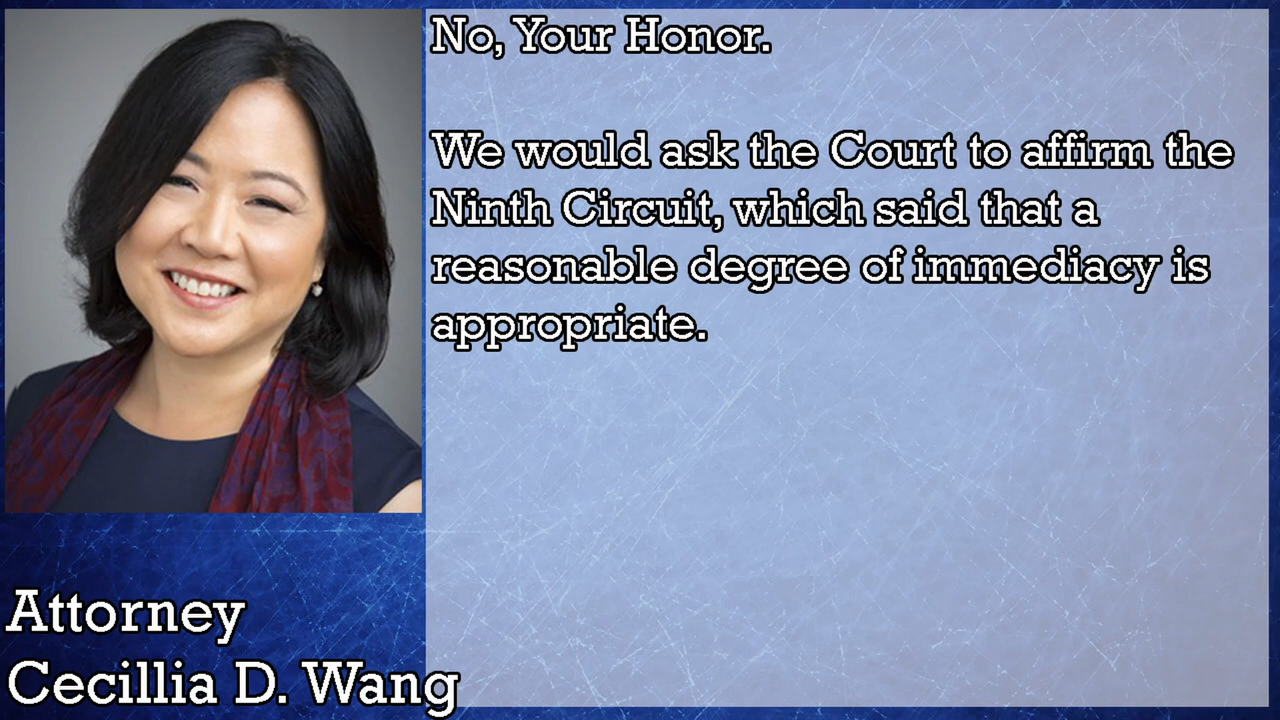 No, Your Honor.
We would ask the Court to affirm the
Ninth Circuit, which said that a
reasonable degree of immediacy is
appropriate.
Attorney
Cecillia D. Wang